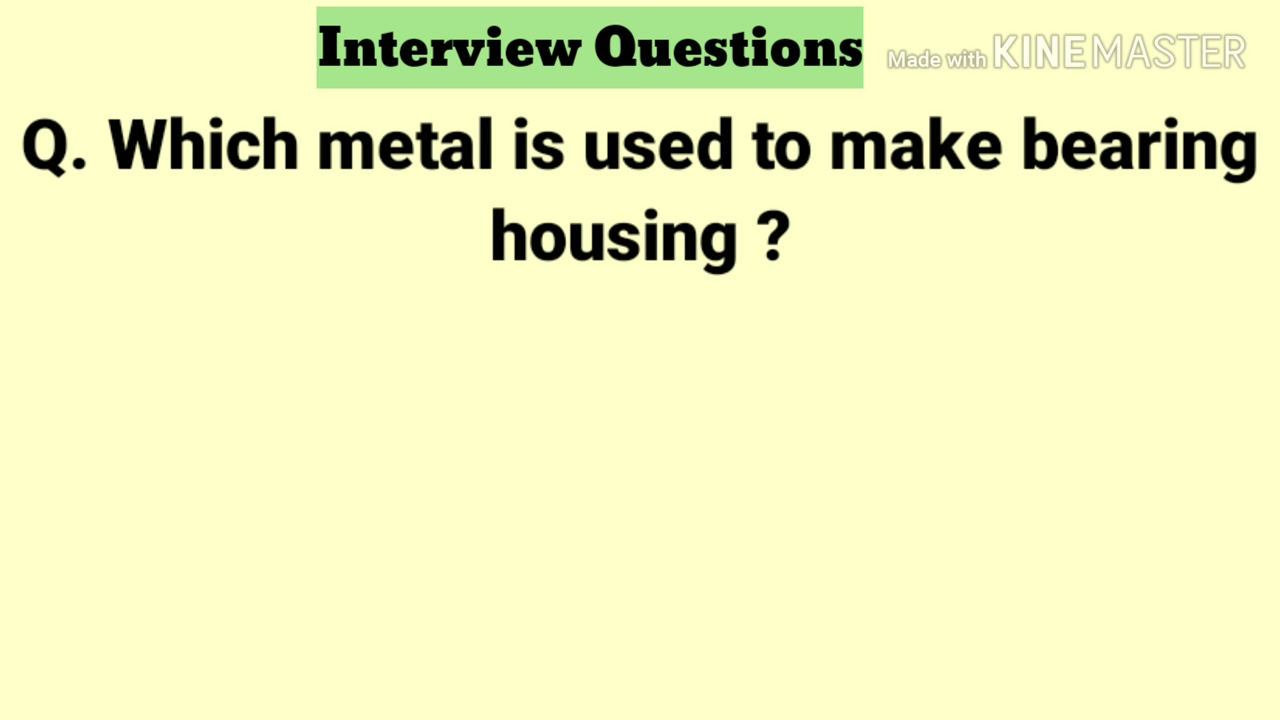 Interview Questions
Made with KINEMASTER
Q. Which metal is used to make bearing
housing ?